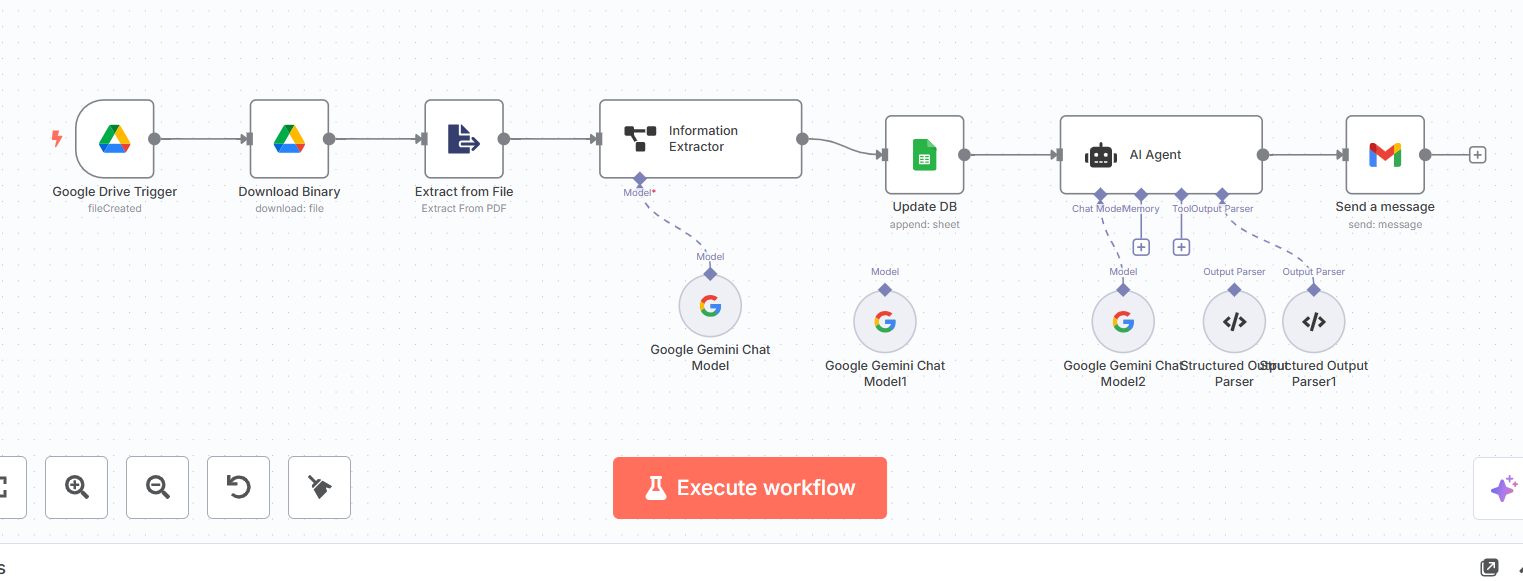 Information
Extractor
AI Agent
Google Drive Trigger
fileCreated
Download Binary
download: file
Extract from File
Extract From PDF
Model*
Update DB
append: sheet
Chat Model
Memory
Tool
Output Parser
Send a message
send: message
Model
Model
Model
Output Parser
Output Parser
Google Gemini Chat
Model
Google Gemini Chat
Model1
Google Gemini Chat
Model2
Structured Output
Parser
Structured Output
Parser1
Execute workflow
s